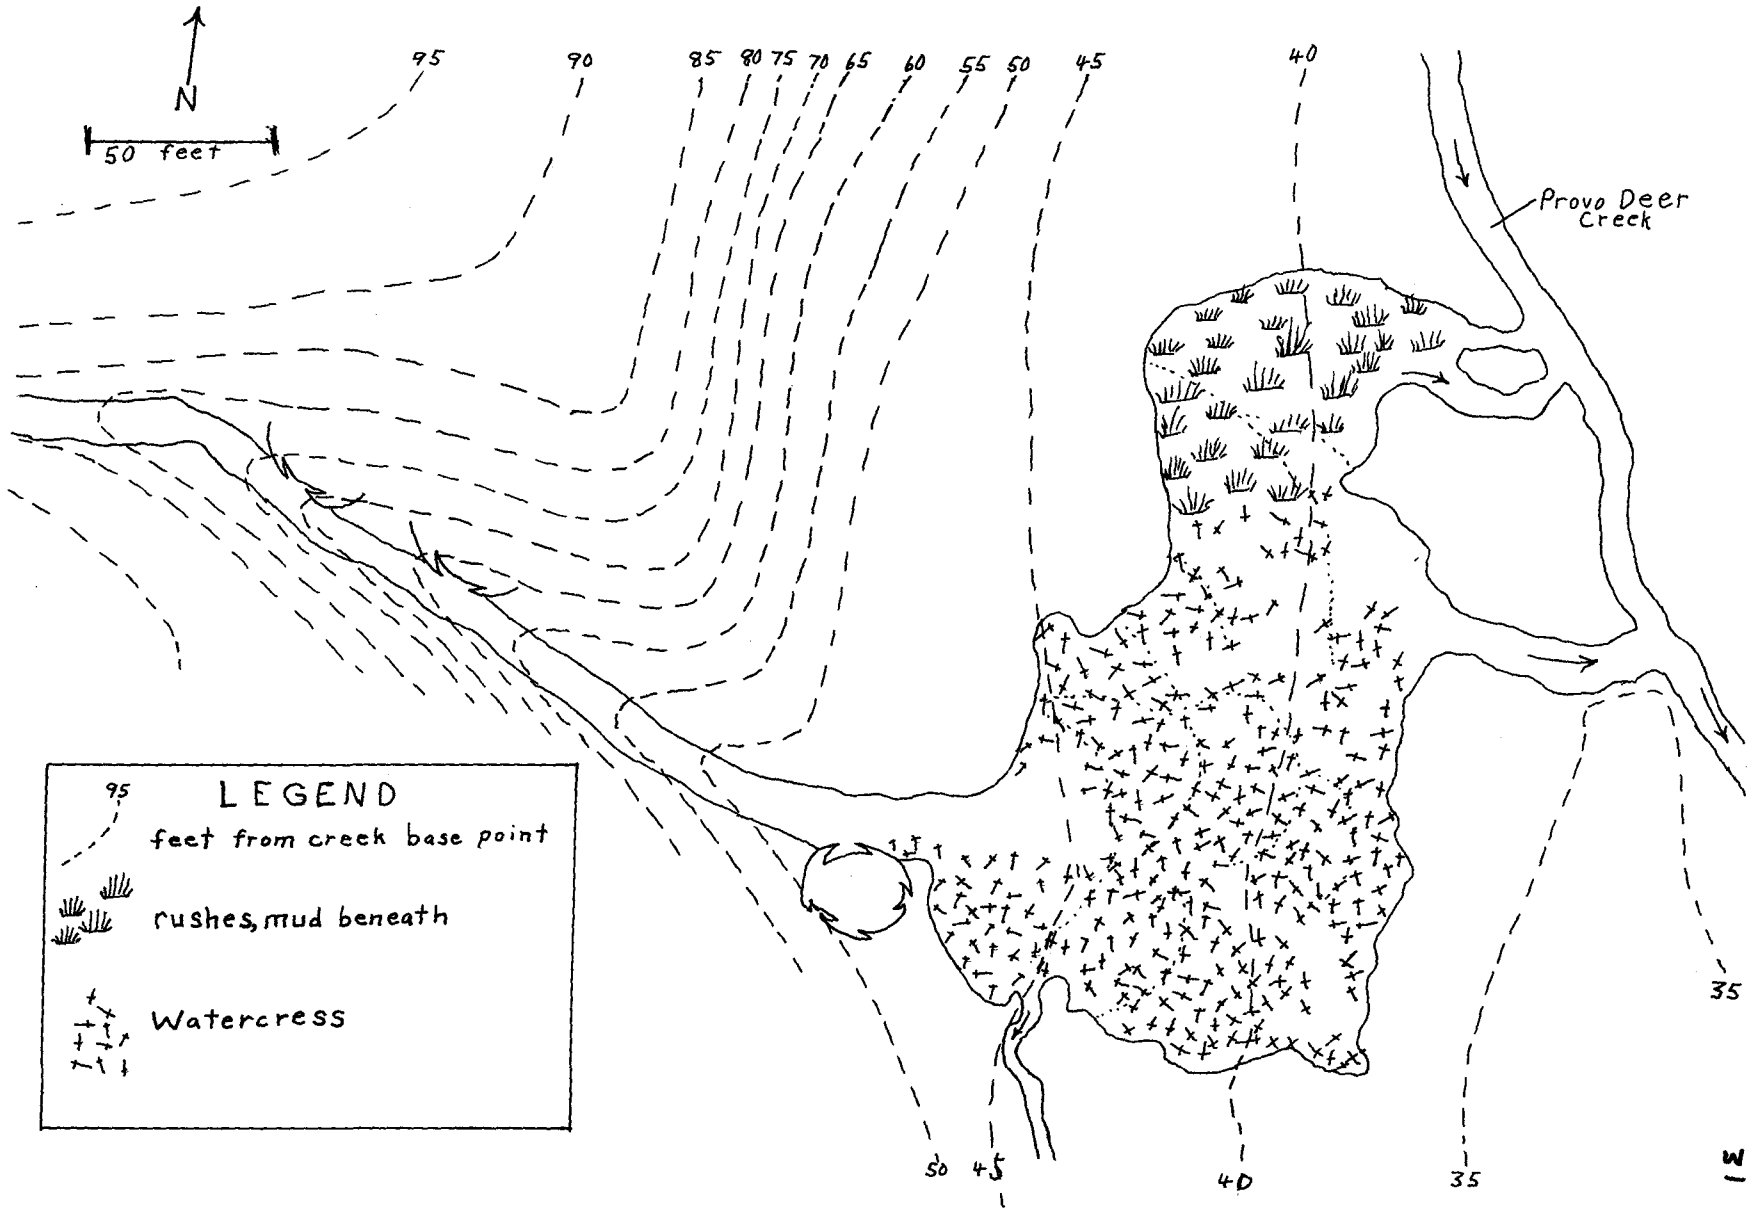 95 90 85 80 75 70 65 60 55 50 45 40
N
50 feet
Provo Deer
Creek
LEGEND
95
feet from creek base point
rushes, mud beneath
Watercress
35
50 45 40 35
W